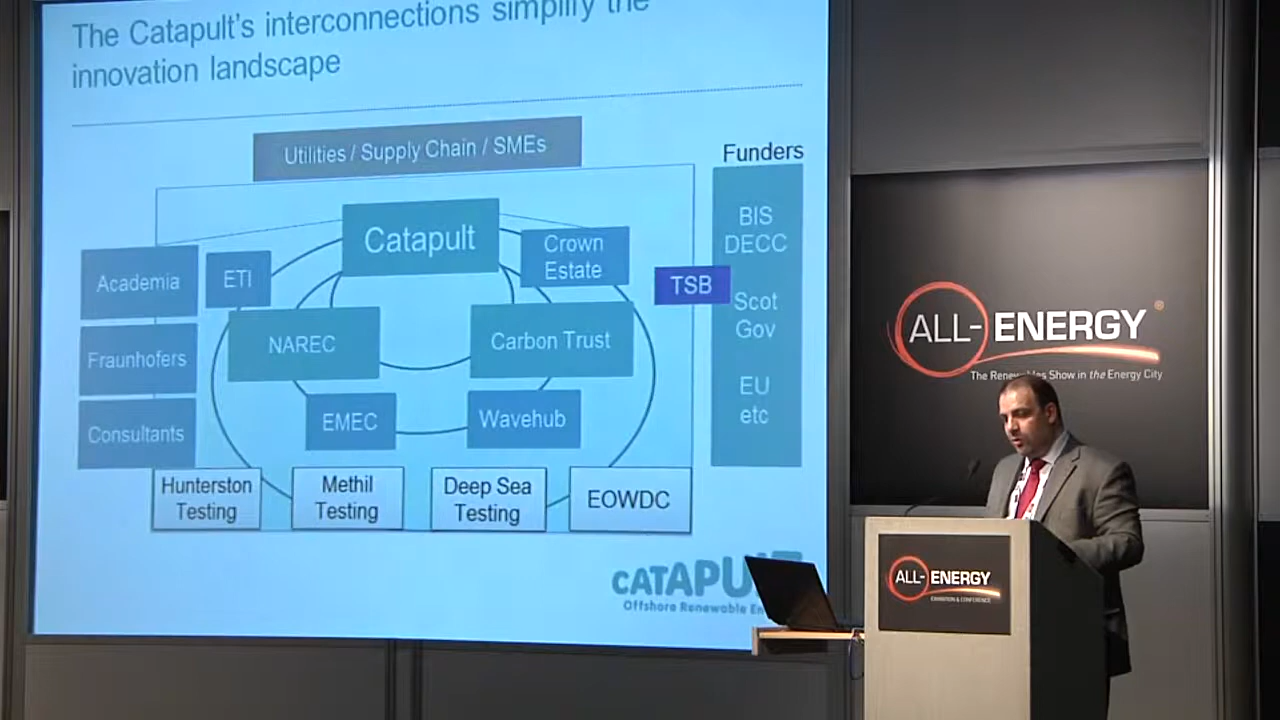 The Catapult's interconnections simplify the
innovation landscape
Utilities / Supply Chain / SMEs
Funders
Catapult
Crown
Estate
BIS
DECC
Academia
ETI
TSB
Scot
Gov
NAREC
Carbon Trust
Fraunhofers
EU
etc
Consultants
EMEC
Wavehub
Hunterston
Testing
Methil
Testing
Deep Sea
Testing
EOWDC
CATAPU
Offshore Renewable En
ALL-ENERGY
The Renewables Show in the Energy City
ALL-ENERGY
EXHIBITION & CONFERENCE